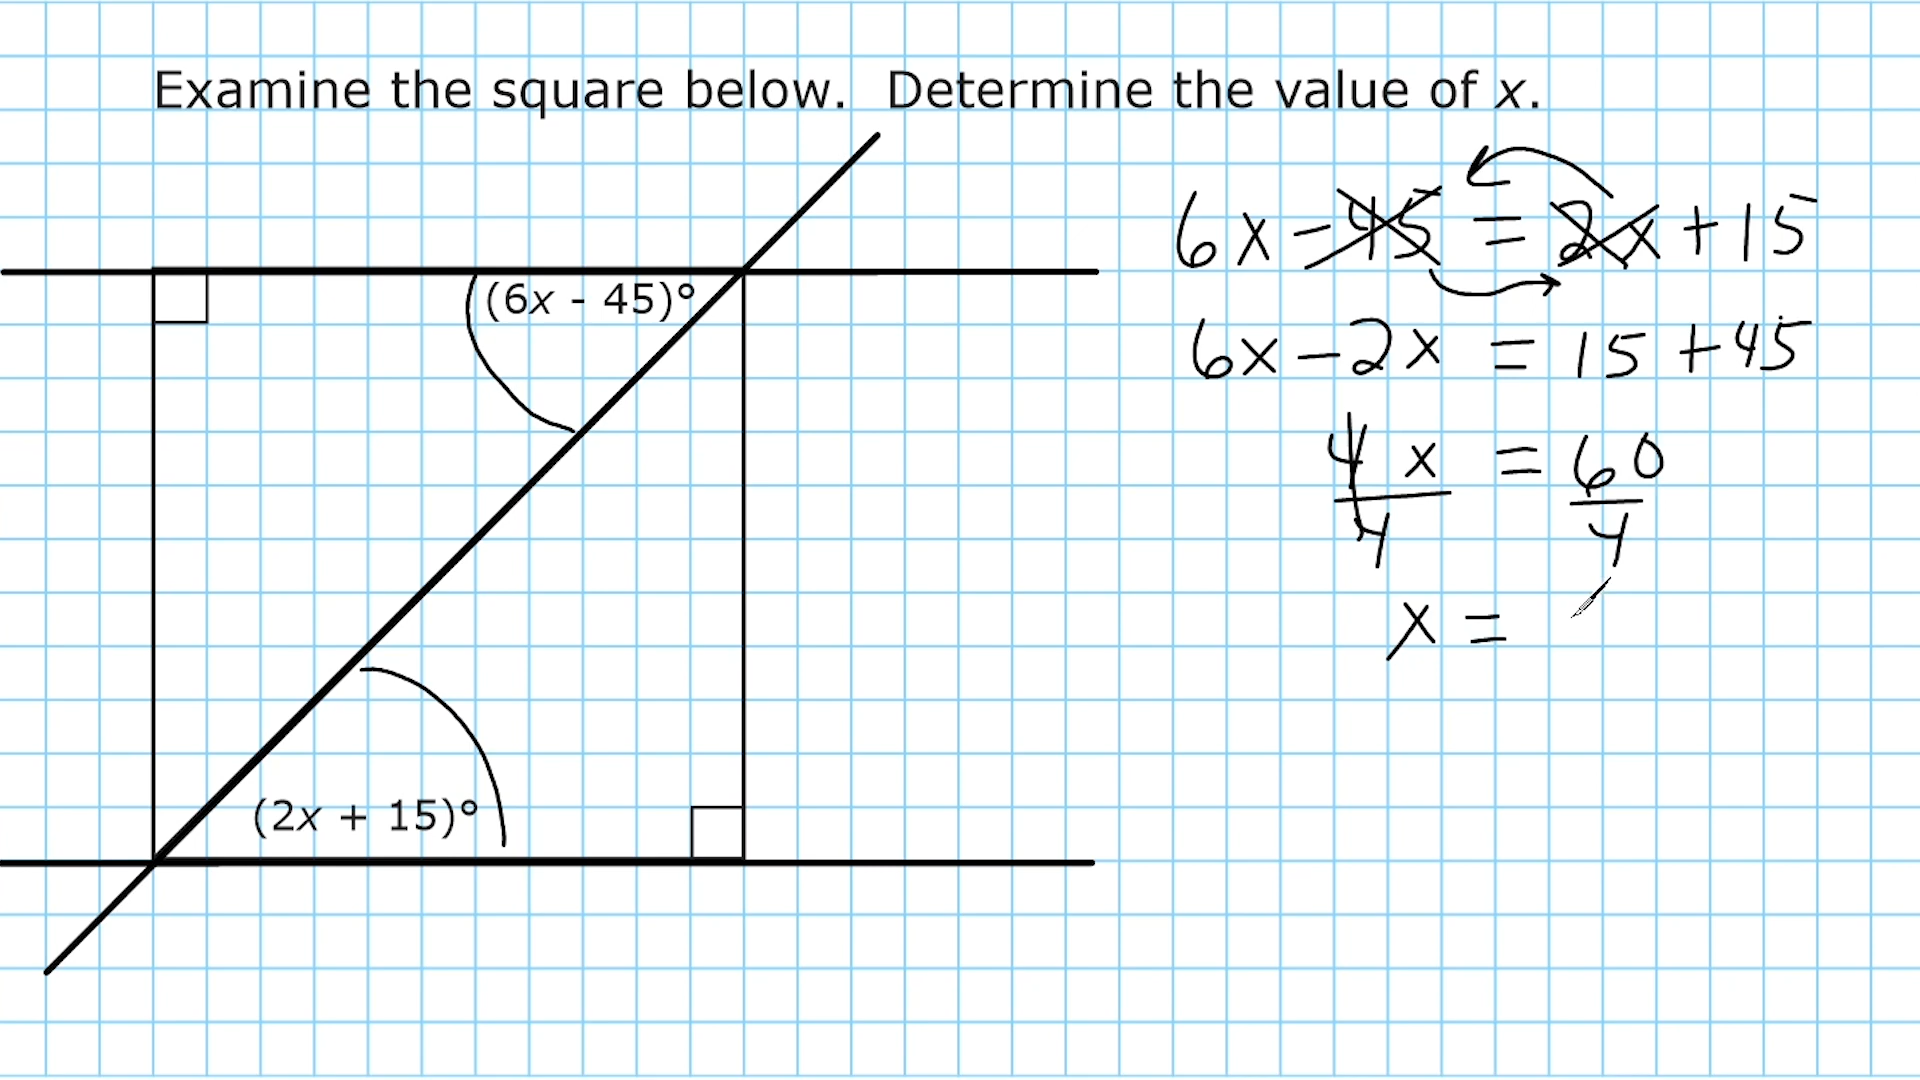 Examine the square below. Determine the value of x.
(6x - 45)°
(2x + 15)°
6x - 45 = 2x + 15
6x - 2x = 15 + 45
4x = 60
4 4
x =